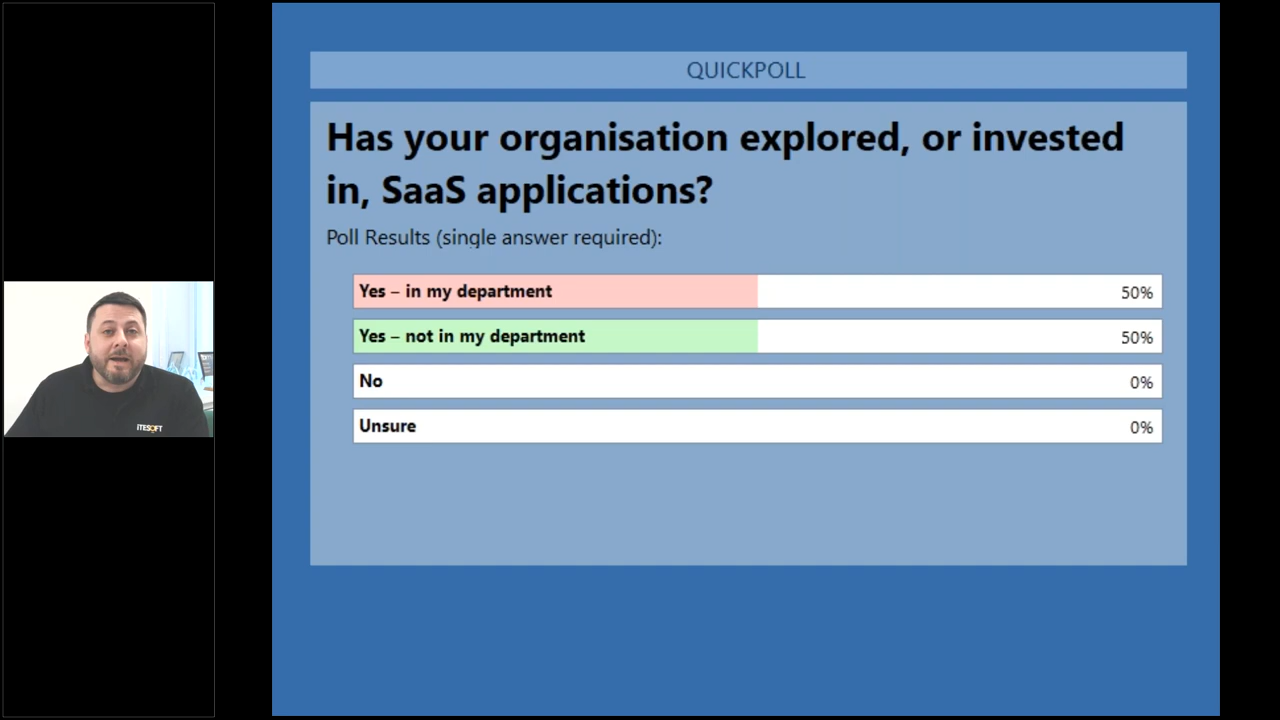 QUICKPOLL
Has your organisation explored, or invested
in, SaaS applications?
Poll Results (single answer required):
Yes – in my department 50%
Yes – not in my department 50%
No 0%
Unsure 0%
ITESOFT